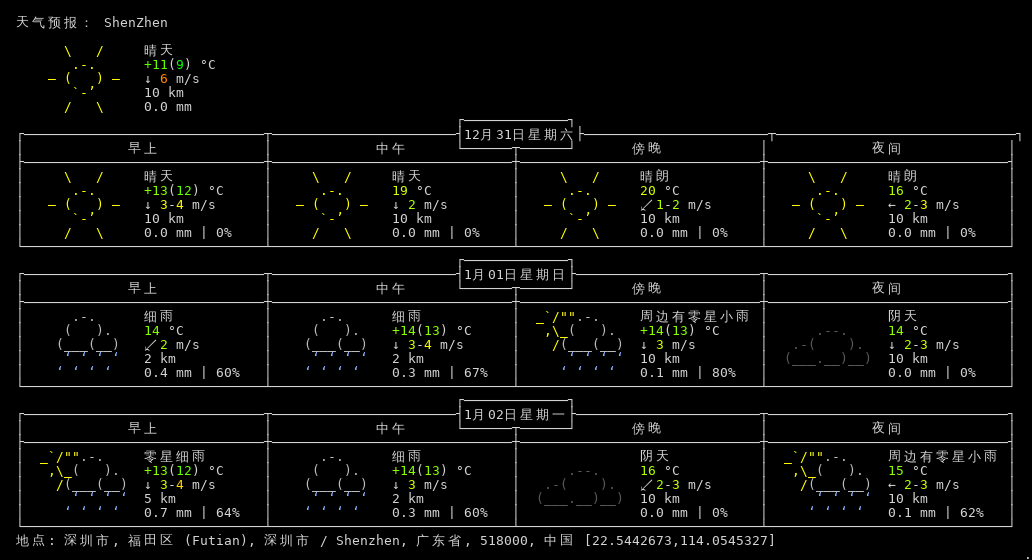 天气预报： ShenZhen
晴天
+11(9) °C
↓ 6 m/s
10 km
0.0 mm
12月31日星期六
早上 中午 傍晚 夜间
晴天 晴天 晴朗 晴朗
+13(12) °C 19 °C 20 °C 16 °C
↓ 3-4 m/s ↓ 2 m/s ↙ 1-2 m/s ← 2-3 m/s
10 km 10 km 10 km 10 km
0.0 mm | 0% 0.0 mm | 0% 0.0 mm | 0% 0.0 mm | 0%
1月01日星期日
早上 中午 傍晚 夜间
细雨 细雨 周边有零星小雨 阴天
14 °C +14(13) °C +14(13) °C 14 °C
↙ 2 m/s ↓ 3-4 m/s ↓ 3 m/s ↓ 2-3 m/s
2 km 2 km 10 km 10 km
0.4 mm | 60% 0.3 mm | 67% 0.1 mm | 80% 0.0 mm | 0%
1月02日星期一
早上 中午 傍晚 夜间
零星细雨 细雨 阴天 周边有零星小雨
+13(12) °C +14(13) °C 16 °C 15 °C
↓ 3-4 m/s ↓ 3 m/s ↙ 2-3 m/s ← 2-3 m/s
5 km 2 km 10 km 10 km
0.7 mm | 64% 0.3 mm | 60% 0.0 mm | 0% 0.1 mm | 62%
地点: 深圳市, 福田区 (Futian), 深圳市 / Shenzhen, 广东省, 518000, 中国 [22.5442673,114.0545327]